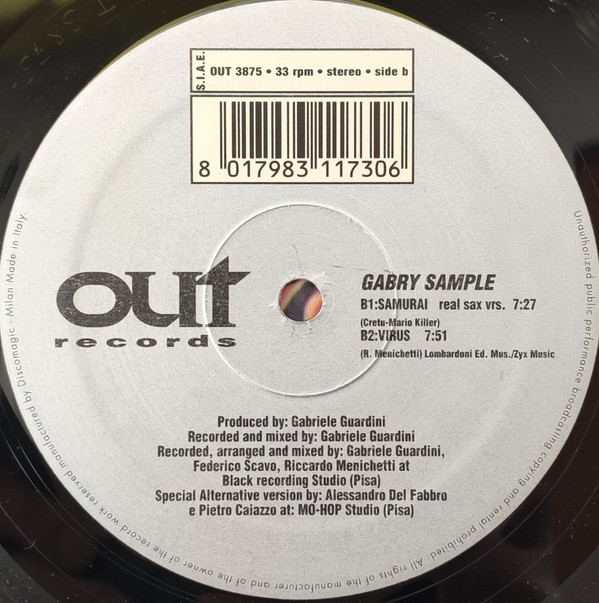 S.I.A.E.
OUT 3875 • 33 rpm • stereo • side b
8 017983 117306
out
records
GABRY SAMPLE
B1:SAMURAI real sax vrs. 7:27
(Cretu-Mario Killer)
B2:VIRUS 7:51
(R. Menichetti) Lombardoni Ed. Mus./Zyx Music
Produced by: Gabriele Guardini
Recorded and mixed by: Gabriele Guardini
Recorded, arranged and mixed by: Gabriele Guardini,
Federico Scavo, Riccardo Menichetti at
Black recording Studio (Pisa)
Special Alternative version by: Alessandro Del Fabbro
e Pietro Caiazzo at: MO-HOP Studio (Pisa)
Unauthorized public performance broadcasting copying and rental prohibited. All rights of the manufacturer and of the owner of the record work reserved manufactured by Discomagic - Milan Made in Italy.